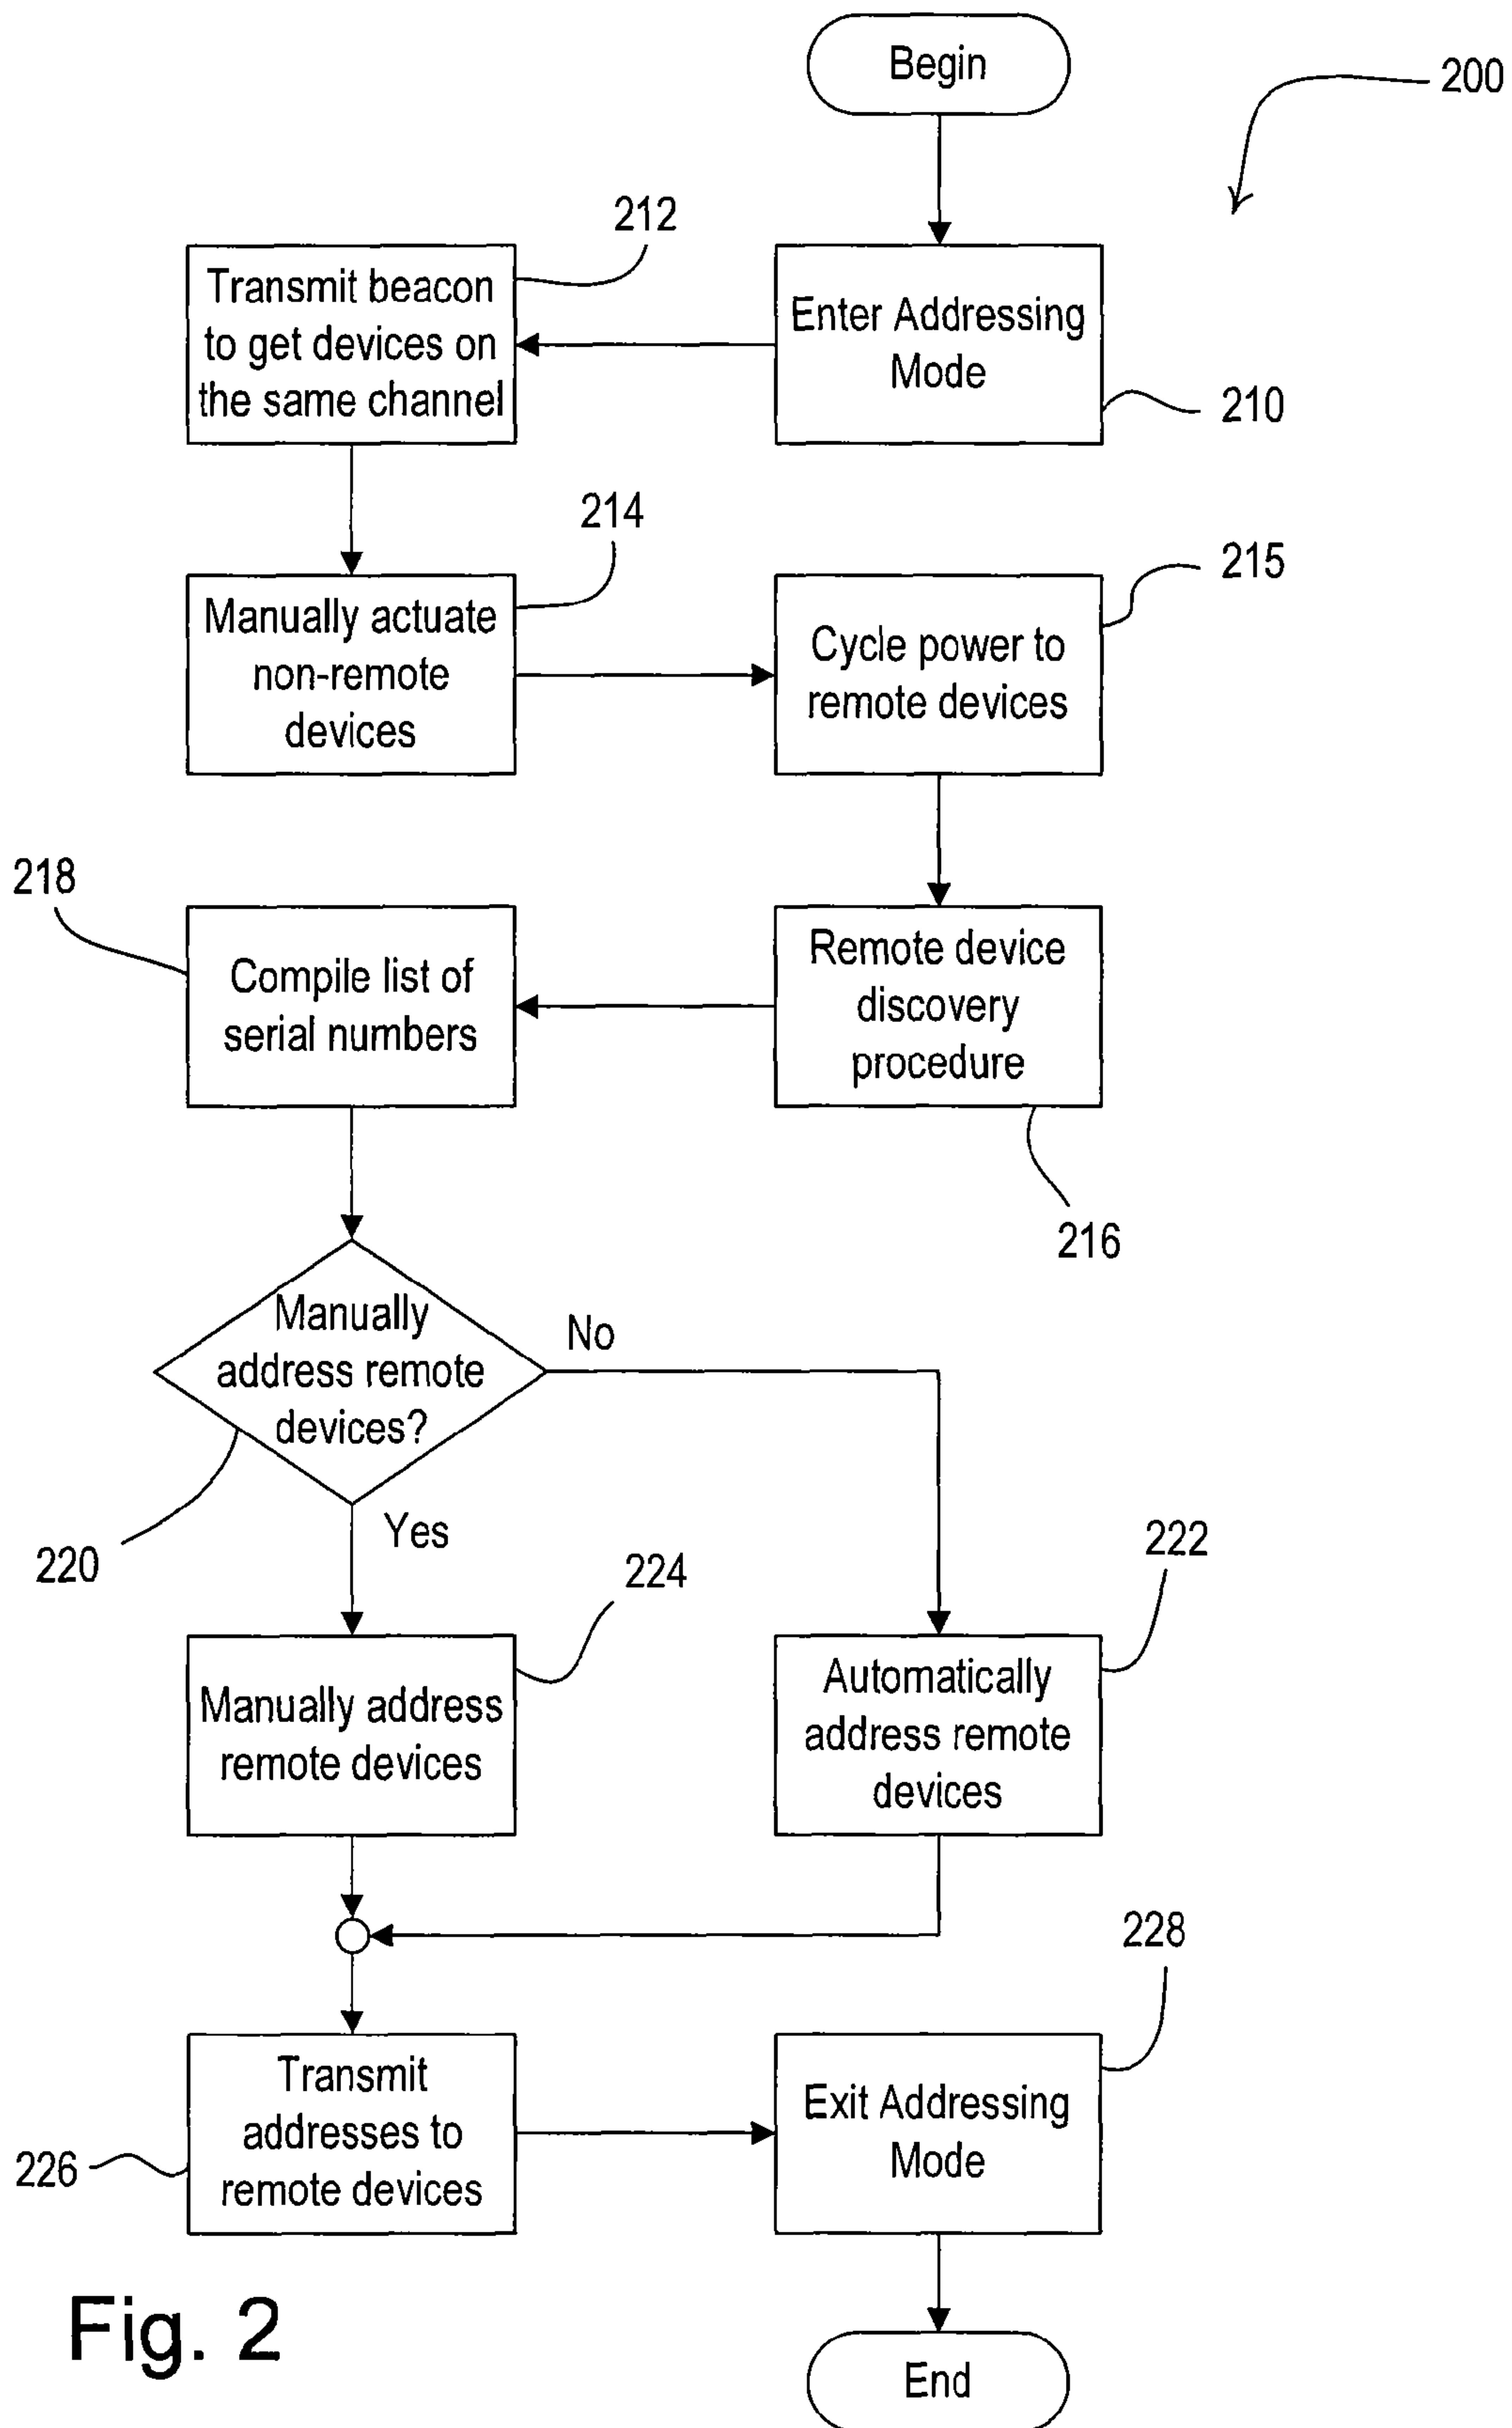 Begin
200
212
Transmit beacon
to get devices on
the same channel
Enter Addressing
Mode
210
214
Manually actuate
non-remote
devices
215
Cycle power to
remote devices
218
Compile list of
serial numbers
Remote device
discovery
procedure
216
Manually
address remote
devices?
No
Yes
220
224
Manually address
remote devices
222
Automatically
address remote
devices
228
Transmit
addresses to
remote devices
226
Exit Addressing
Mode
Fig. 2
End